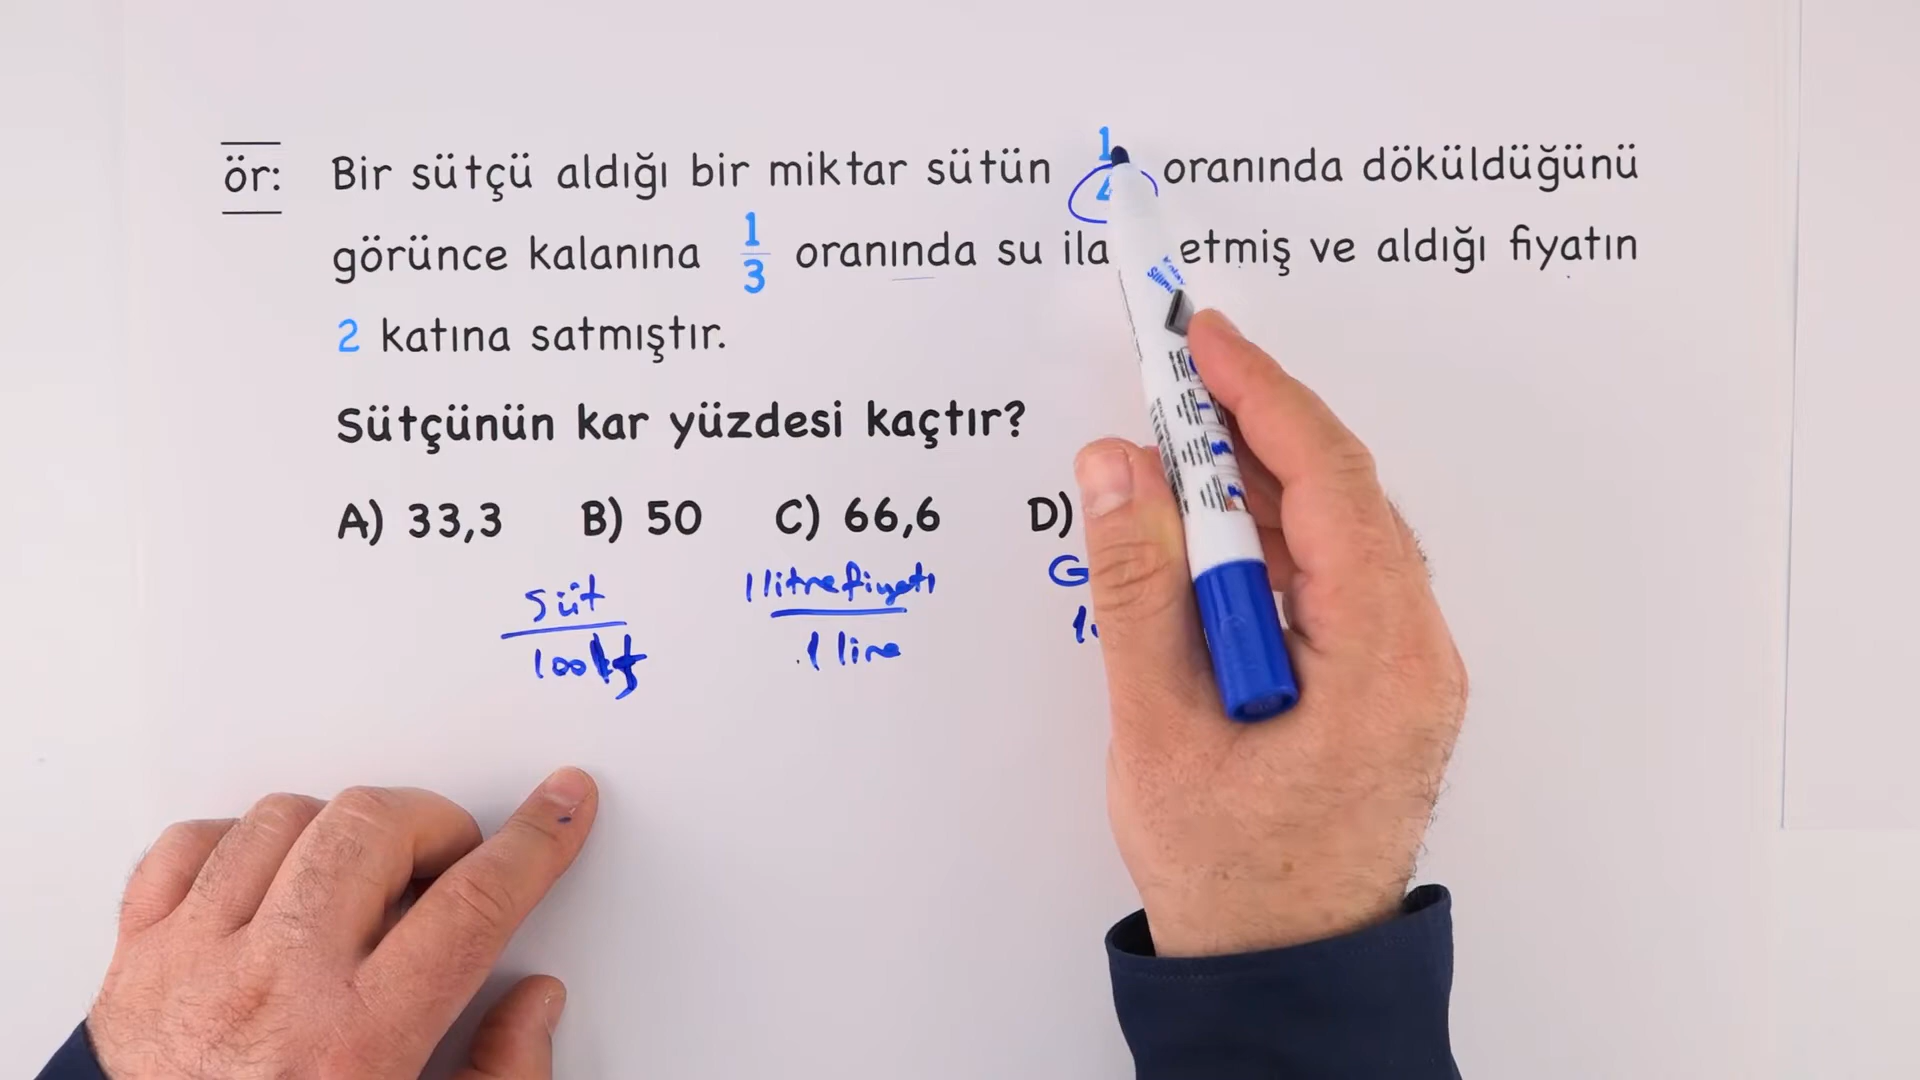 ör: Bir sütçü aldığı bir miktar sütün 1 oranında döküldüğünü
görünce kalanına 1/3 oranında su ila etmiş ve aldığı fiyatın
2 katına satmıştır.
Sütçünün kar yüzdesi kaçtır?
A) 33,3 B) 50 C) 66,6 D)
Süt 1 litre fiyatı G
100 kg 1 lira